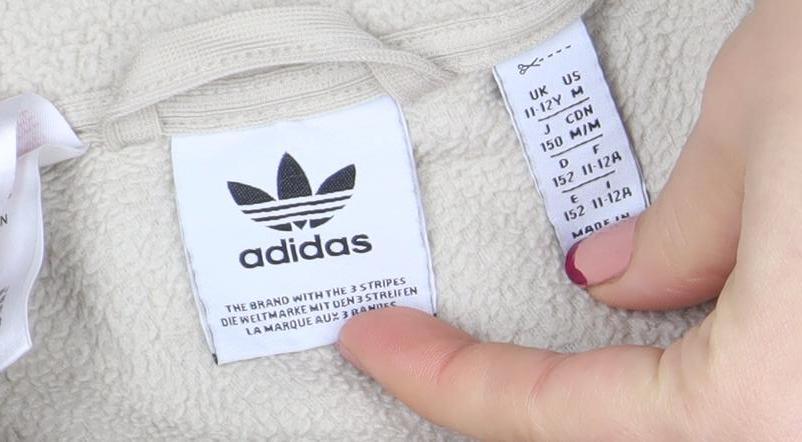 adidas
THE BRAND WITH THE 3 STRIPES
DIE WELTMARKE MIT DEN 3 STREIFEN
LA MARQUE AUX 3 BANDES
UK US
11-12Y M
J CDN
150 M/M
D F
152 11-12A
E I
152 11-12A
MADE IN